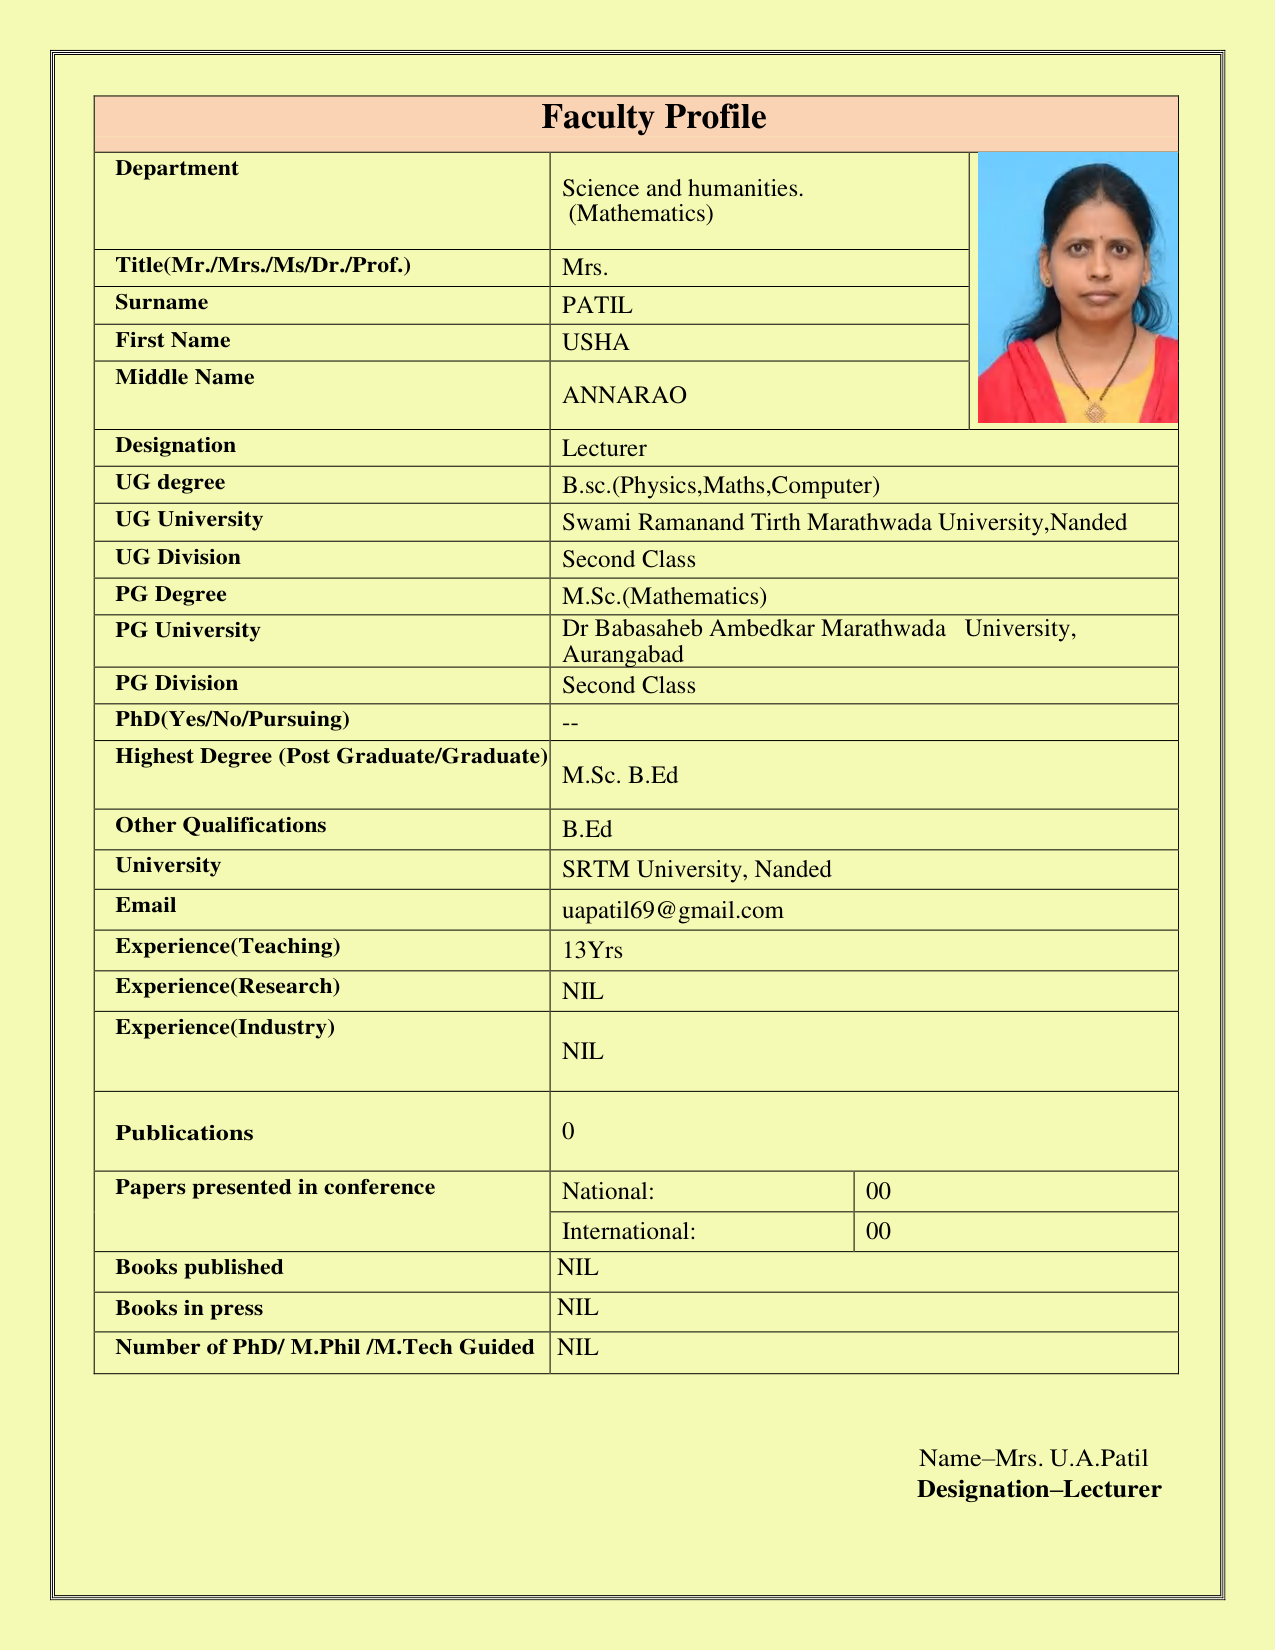 Faculty Profile
Department
Science and humanities.
(Mathematics)
Title(Mr./Mrs./Ms/Dr./Prof.) Mrs.
Surname PATIL
First Name USHA
Middle Name ANNARAO
Designation Lecturer
UG degree B.sc.(Physics,Maths,Computer)
UG University Swami Ramanand Tirth Marathwada University,Nanded
UG Division Second Class
PG Degree M.Sc.(Mathematics)
PG University Dr Babasaheb Ambedkar Marathwada University,
Aurangabad
PG Division Second Class
PhD(Yes/No/Pursuing) --
Highest Degree (Post Graduate/Graduate) M.Sc. B.Ed
Other Qualifications B.Ed
University SRTM University, Nanded
Email uapatil69@gmail.com
Experience(Teaching) 13Yrs
Experience(Research) NIL
Experience(Industry) NIL
Publications 0
Papers presented in conference National: 00
International: 00
Books published NIL
Books in press NIL
Number of PhD/ M.Phil /M.Tech Guided NIL
Name–Mrs. U.A.Patil
Designation–Lecturer